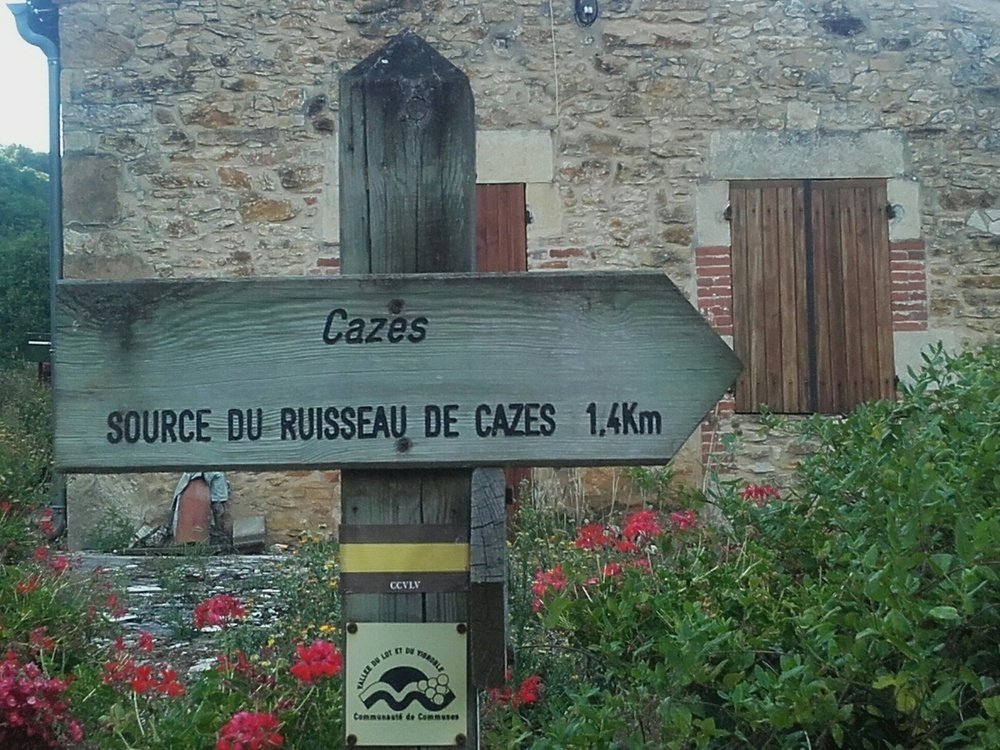 Cazes
SOURCE DU RUISSEAU DE CAZES 1.4Km
CCVLV
VALLEE DU LOT ET DU VIGNOBLE
Communauté de Communes